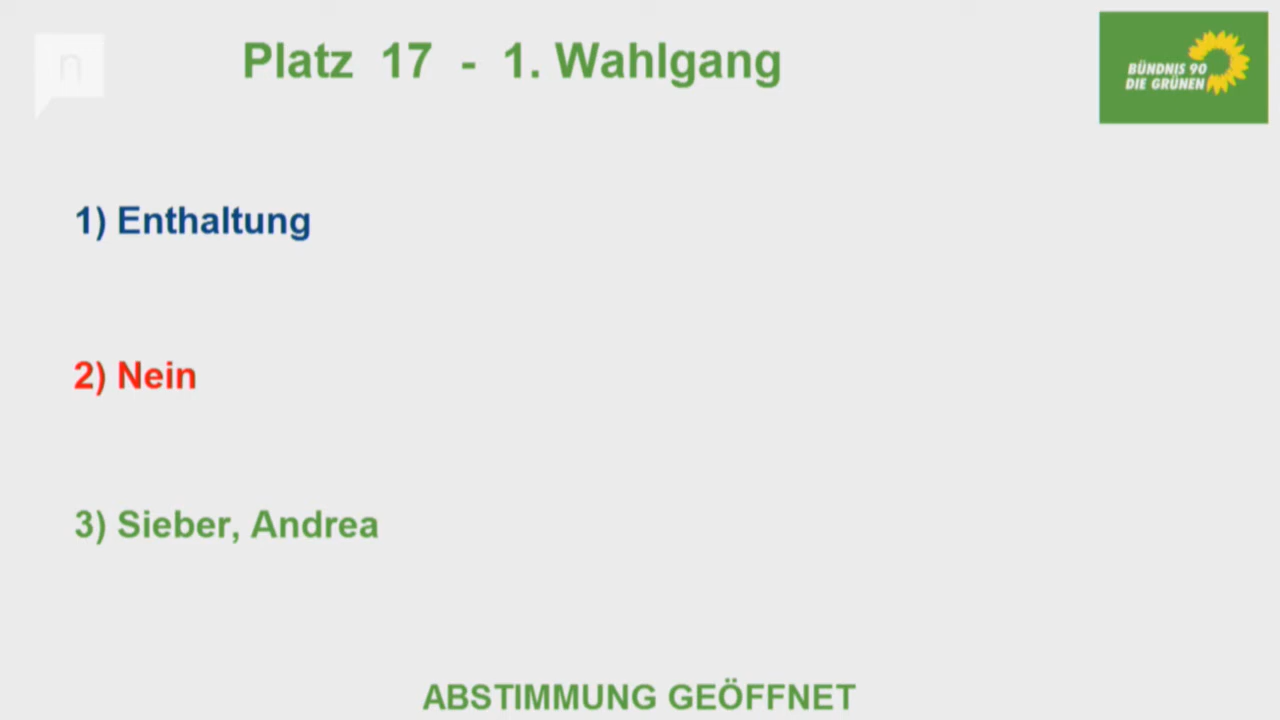 n
Platz 17 - 1. Wahlgang
BÜNDNIS 90
DIE GRÜNEN
1) Enthaltung
2) Nein
3) Sieber, Andrea
ABSTIMMUNG GEÖFFNET